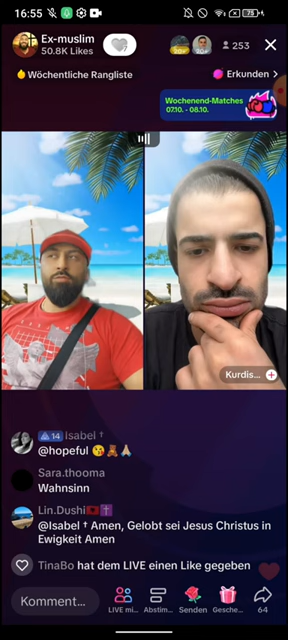 16:55
75
Ex-muslim
50.8K Likes
253
Wöchentliche Rangliste
Erkunden >
Wochenend-Matches
07.10. - 08.10.
Kurdis...
14 Isabel †
@hopeful 😘🧸🙏
Sara.thooma
Wahnsinn
Lin.Dushi🇦🇱✝️
@Isabel † Amen, Gelobt sei Jesus Christus in
Ewigkeit Amen
TinaBo hat dem LIVE einen Like gegeben
Komment...
LIVE mi...
Abstim...
Senden
Gesche...
64